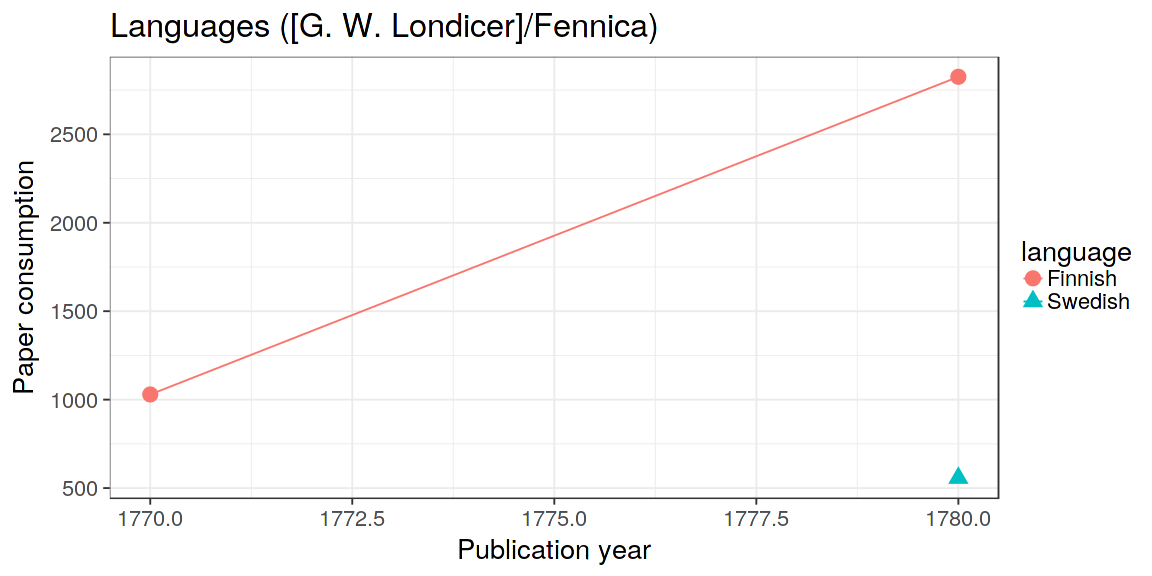 Languages ([G. W. Londicer]/Fennica)
Paper consumption
2500
2000
1500
1000
500
1770.0 1772.5 1775.0 1777.5 1780.0
Publication year
language
Finnish
Swedish